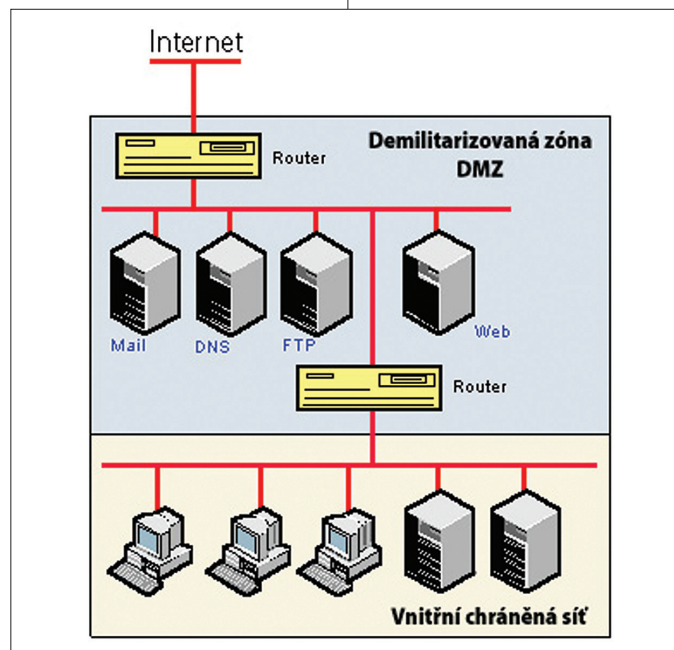 Internet
Router
Demilitarizovaná zóna
DMZ
Mail
DNS
FTP
Web
Router
Vnitřní chráněná síť